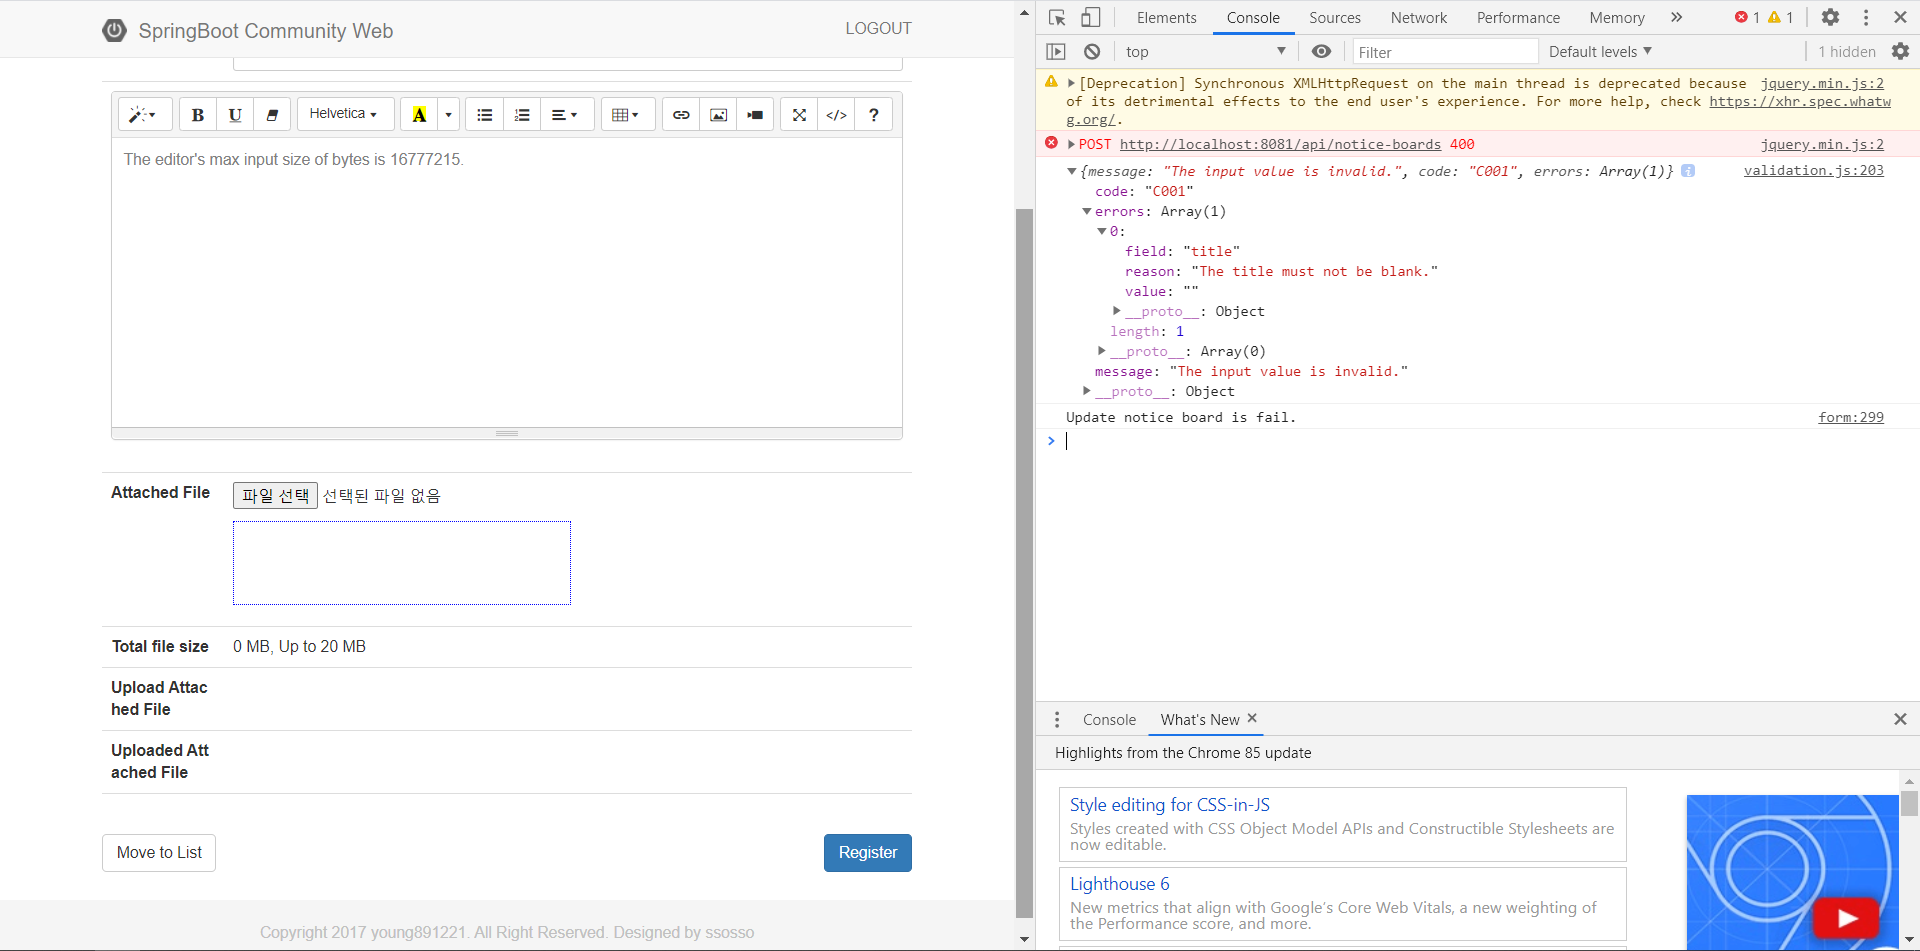 SpringBoot Community Web
LOGOUT
B U Helvetica A </> ?
The editor's max input size of bytes is 16777215.
Attached File 파일 선택 선택된 파일 없음
Total file size 0 MB, Up to 20 MB
Upload Attac
hed File
Uploaded Att
ached File
Move to List Register
Copyright 2017 young891221. All Right Reserved. Designed by ssosso
Elements Console Sources Network Performance Memory » 1 1
top Filter Default levels 1 hidden
[Deprecation] Synchronous XMLHttpRequest on the main thread is deprecated because jquery.min.js:2
of its detrimental effects to the end user's experience. For more help, check https://xhr.spec.whatw
g.org/.
POST http://localhost:8081/api/notice-boards 400 jquery.min.js:2
{message: "The input value is invalid.", code: "C001", errors: Array(1)} i validation.js:203
code: "C001"
errors: Array(1)
0:
field: "title"
reason: "The title must not be blank."
value: ""
__proto__: Object
length: 1
__proto__: Array(0)
message: "The input value is invalid."
__proto__: Object
Update notice board is fail. form:299
>
Console What's New
Highlights from the Chrome 85 update
Style editing for CSS-in-JS
Styles created with CSS Object Model APIs and Constructible Stylesheets are
now editable.
Lighthouse 6
New metrics that align with Google's Core Web Vitals, a new weighting of
the Performance score, and more.